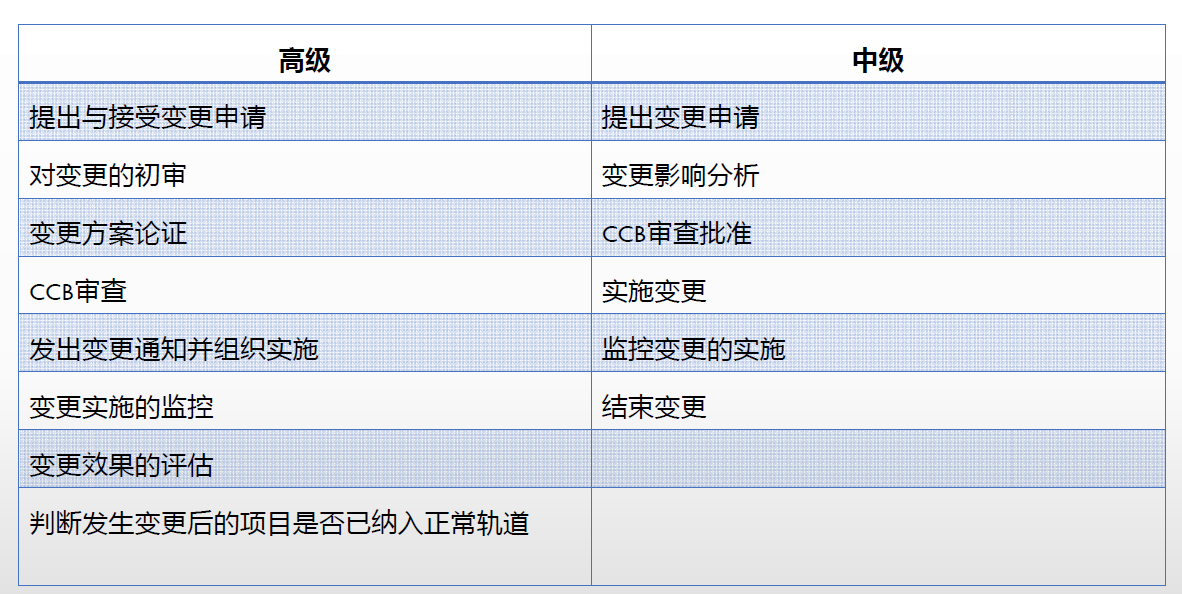 高级
中级
提出与接受变更申请
提出变更申请
对变更的初审
变更影响分析
变更方案论证
CCB审查批准
CCB审查
实施变更
发出变更通知并组织实施
监控变更的实施
变更实施的监控
结束变更
变更效果的评估
判断发生变更后的项目是否已纳入正常轨道